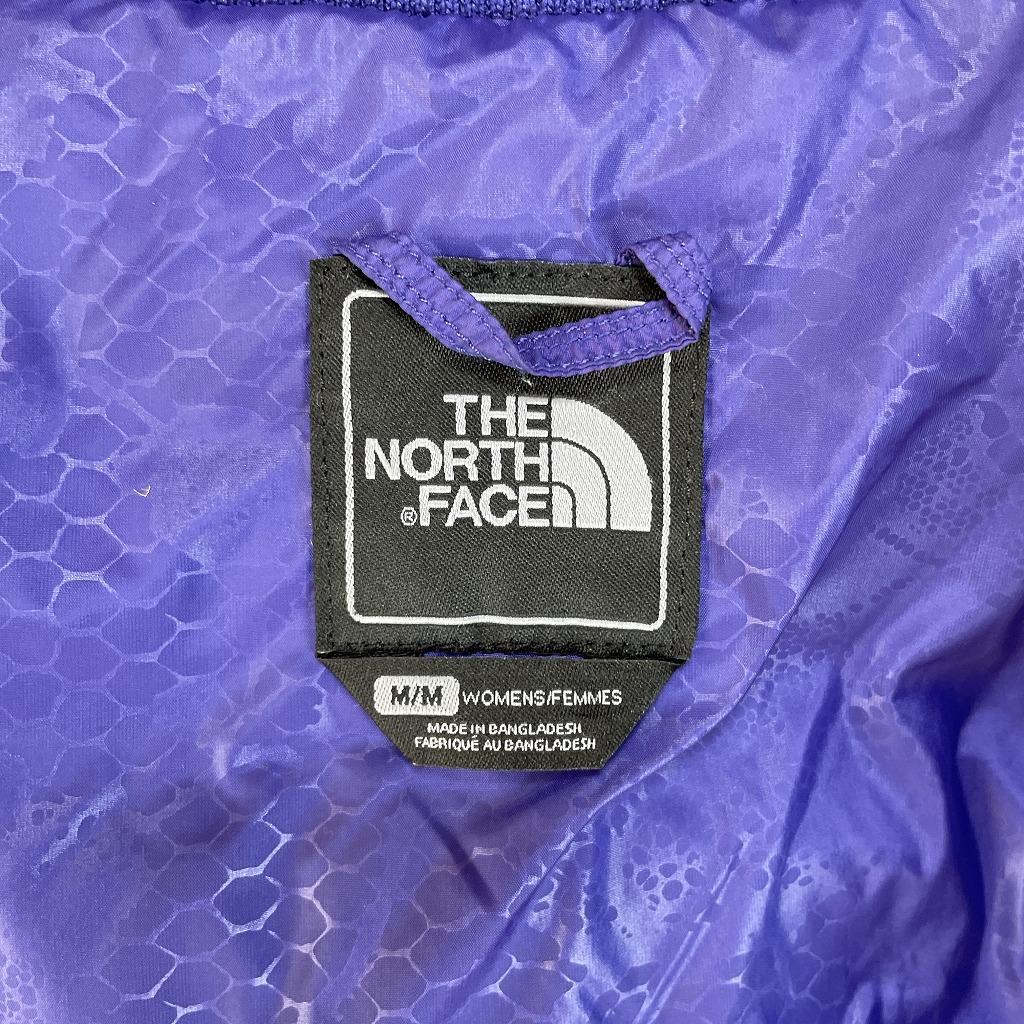 THE
NORTH
®FACE
M/M WOMENS/FEMMES
MADE IN BANGLADESH
FABRIQUÉ AU BANGLADESH